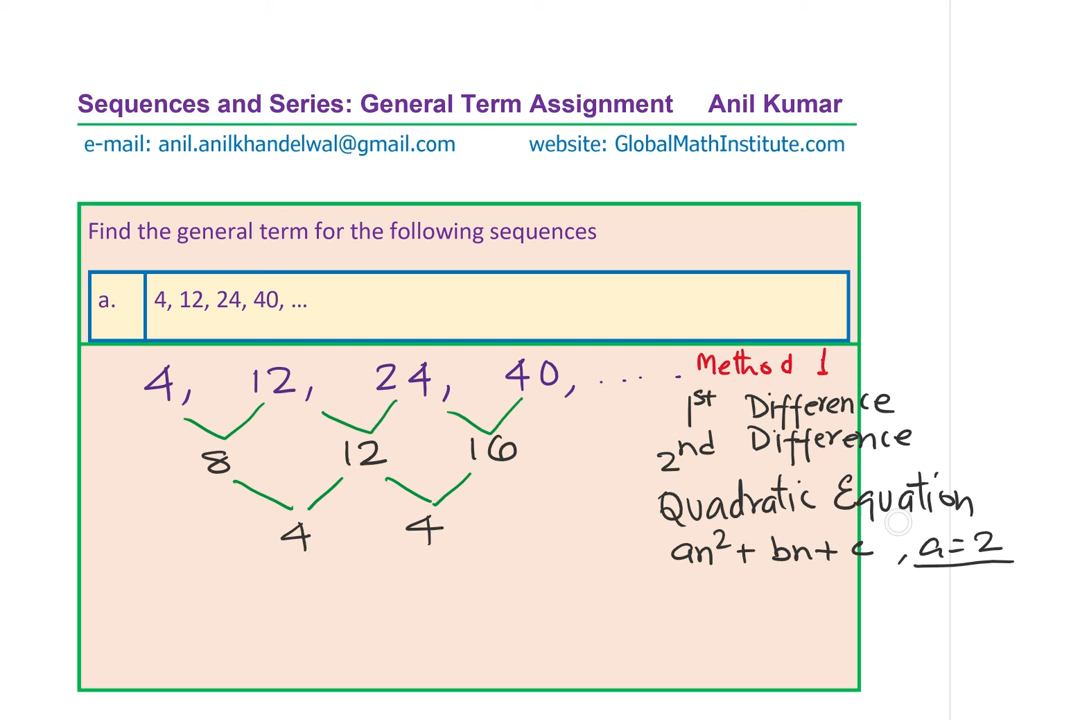 Sequences and Series: General Term Assignment Anil Kumar
e-mail: anil.anilkhandelwal@gmail.com website: GlobalMathInstitute.com
Find the general term for the following sequences
a. 4, 12, 24, 40, ...
4, 12, 24, 40, .... . Method 1
1st Difference
8 12 16 2nd Difference
Quadratic Equation
4 4 an² + bn + c , a = 2